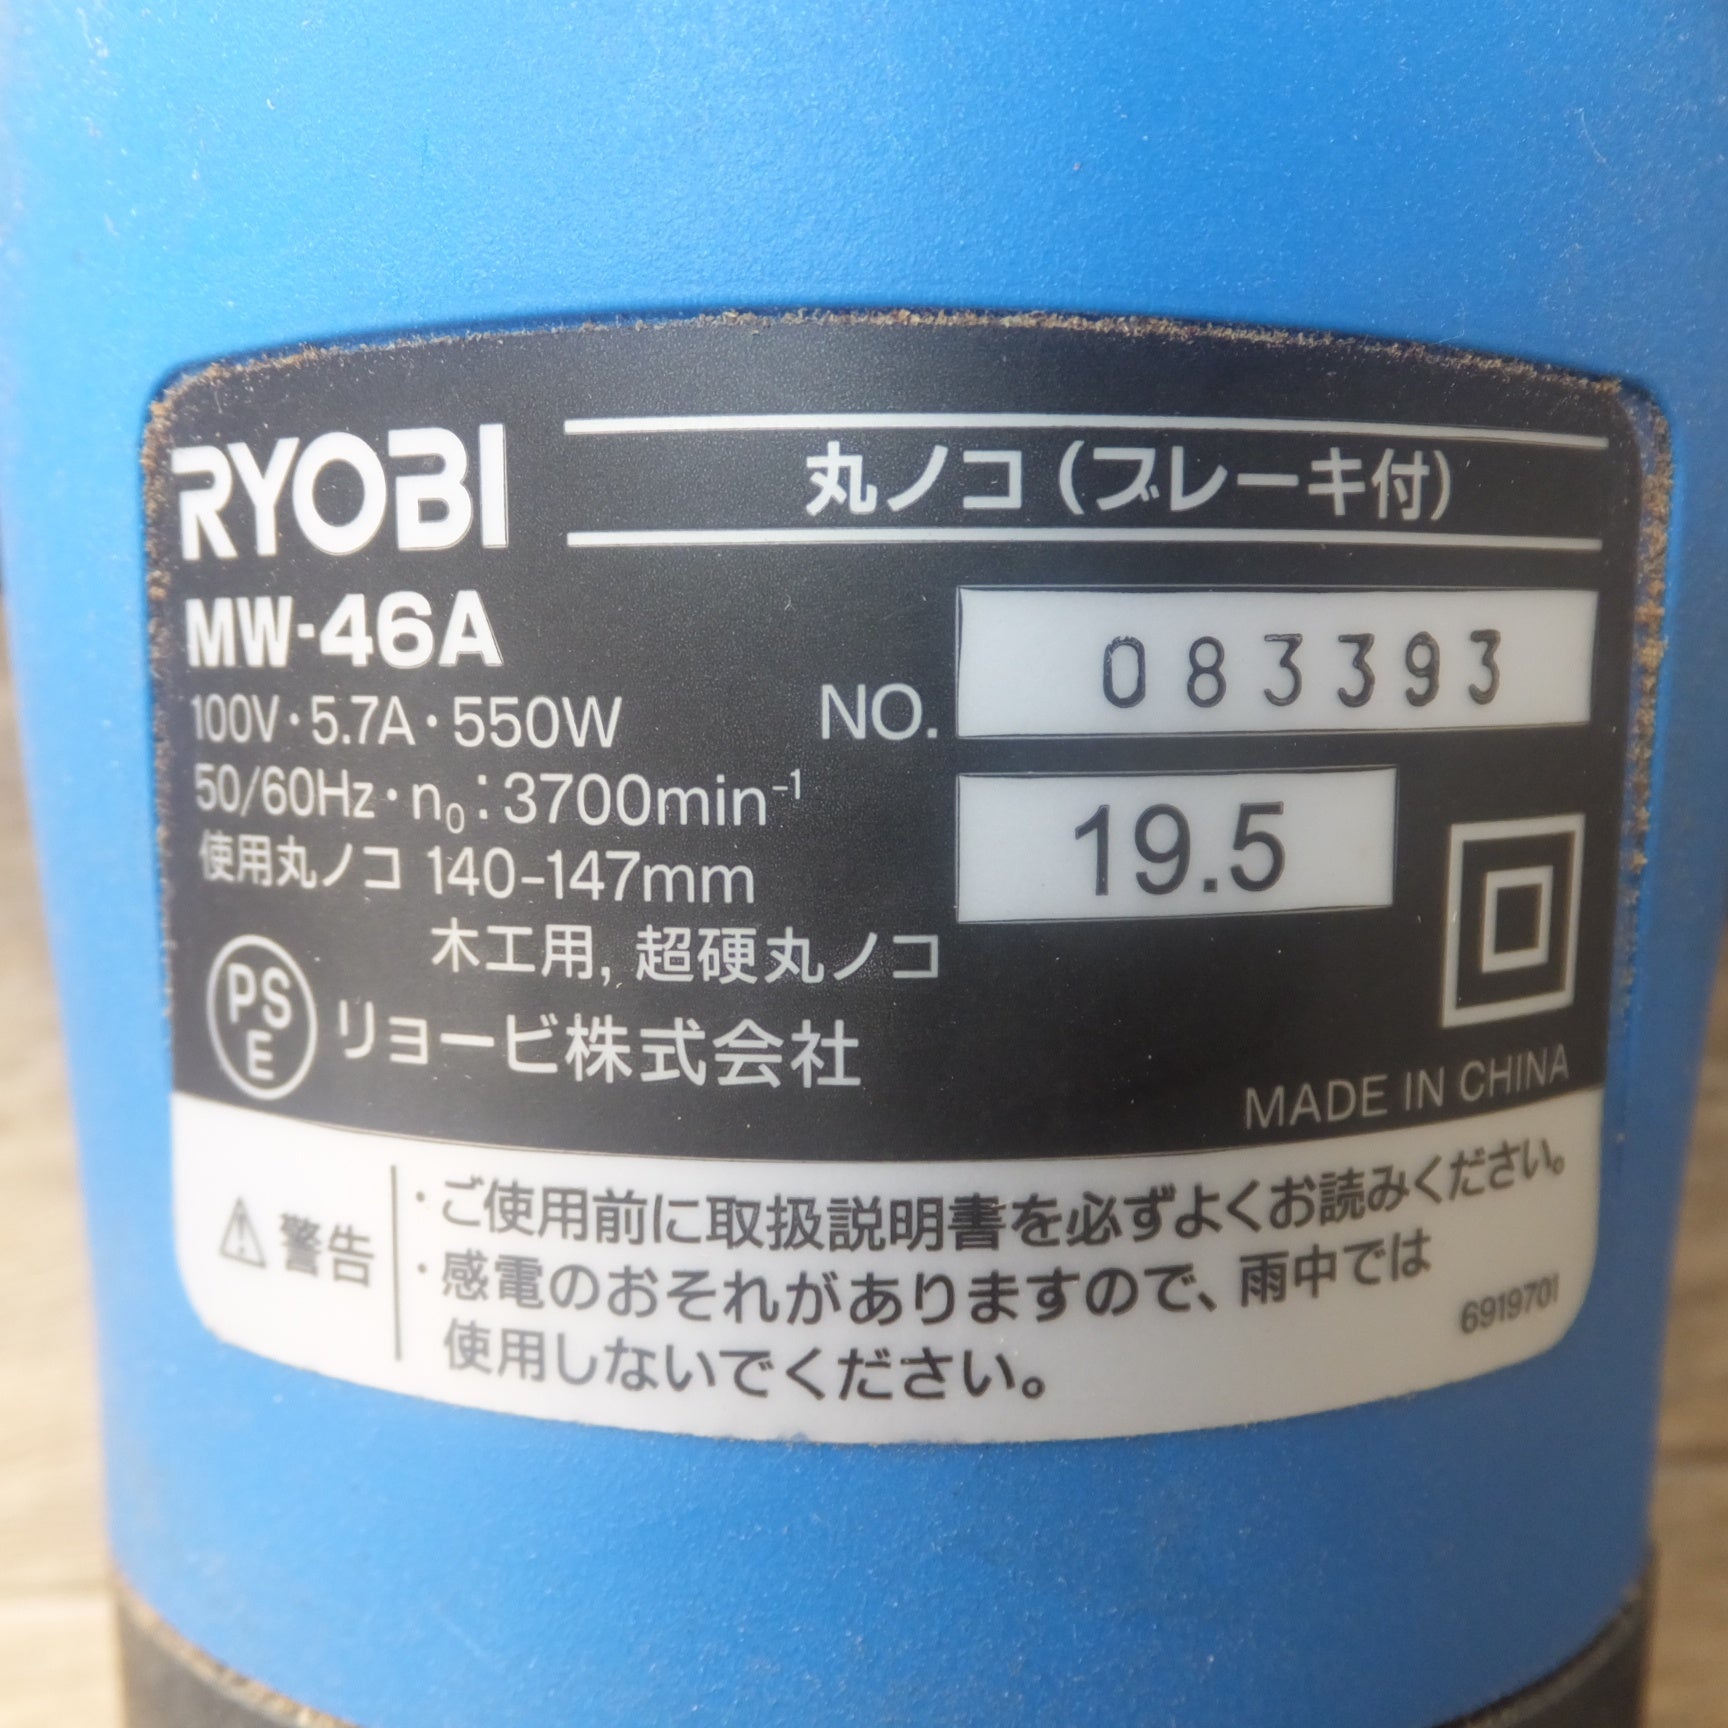 RYOBI 丸ノコ（ブレーキ付）
MW-46A
NO. 083393
100V・5.7A・550W
50/60Hz・n₀：3700min⁻¹
19.5
使用丸ノコ 140-147mm
木工用, 超硬丸ノコ
PSE リョービ株式会社
MADE IN CHINA
⚠警告
・ご使用前に取扱説明書を必ずよくお読みください。
・感電のおそれがありますので、雨中では
使用しないでください。
6919701